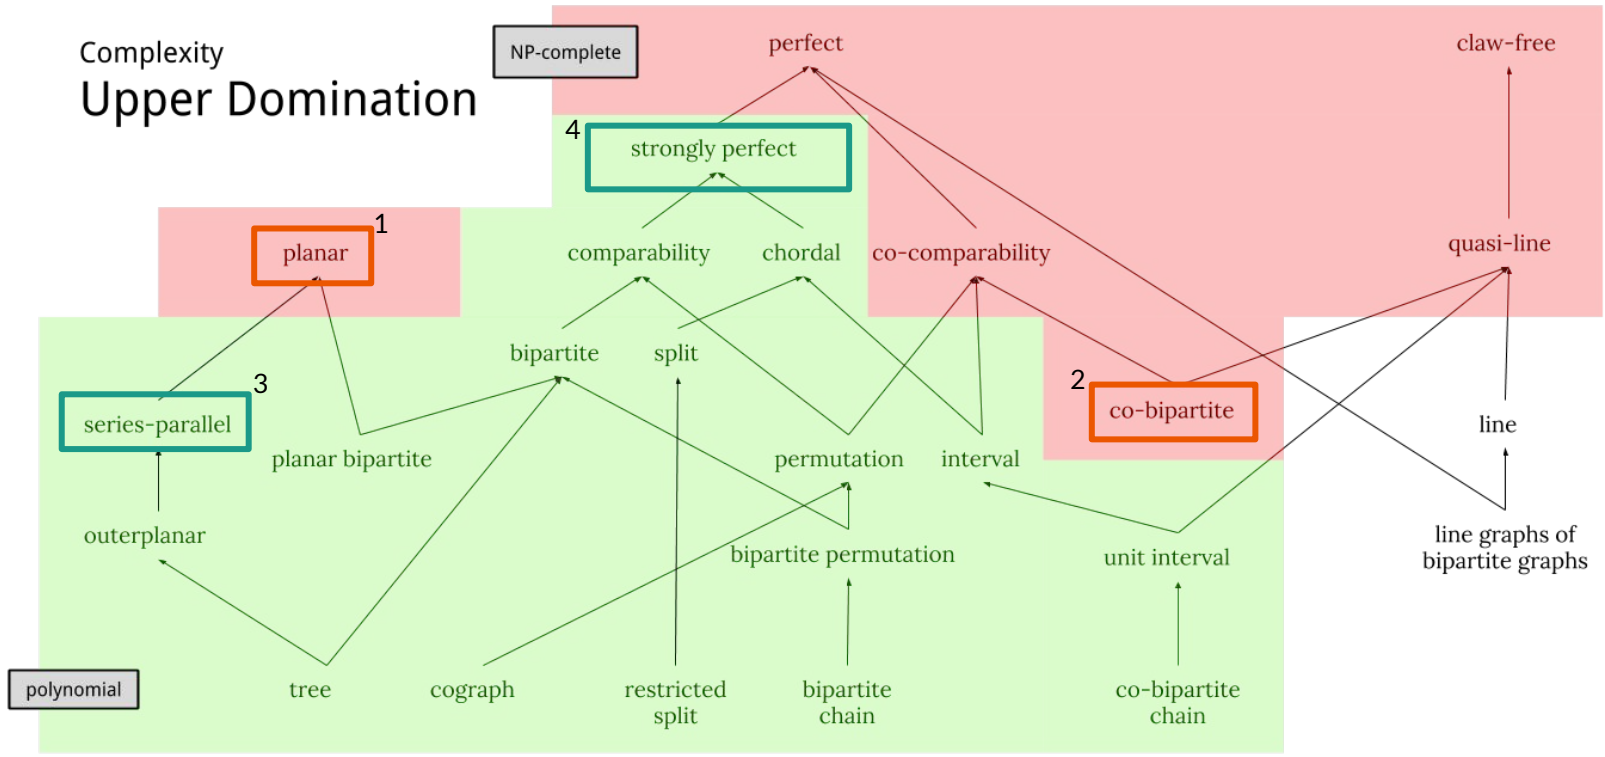 Complexity
Upper Domination
NP-complete
perfect
claw-free
4
strongly perfect
1
planar
comparability
chordal
co-comparability
quasi-line
bipartite
split
3
series-parallel
2
co-bipartite
line
planar bipartite
permutation
interval
outerplanar
bipartite permutation
unit interval
line graphs of
bipartite graphs
polynomial
tree
cograph
restricted
split
bipartite
chain
co-bipartite
chain